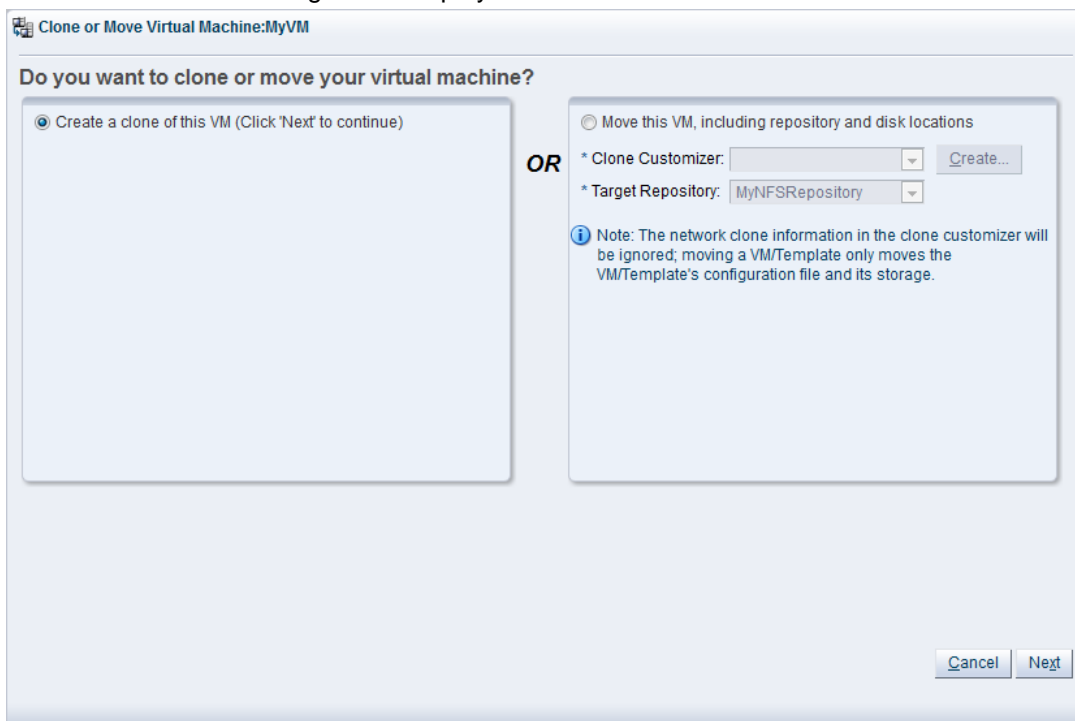 Clone or Move Virtual Machine:MyVM
Do you want to clone or move your virtual machine?
Create a clone of this VM (Click 'Next' to continue)
OR
Move this VM, including repository and disk locations
* Clone Customizer: Create...
* Target Repository: MyNFSRepository
Note: The network clone information in the clone customizer will
be ignored; moving a VM/Template only moves the
VM/Template's configuration file and its storage.
Cancel Next